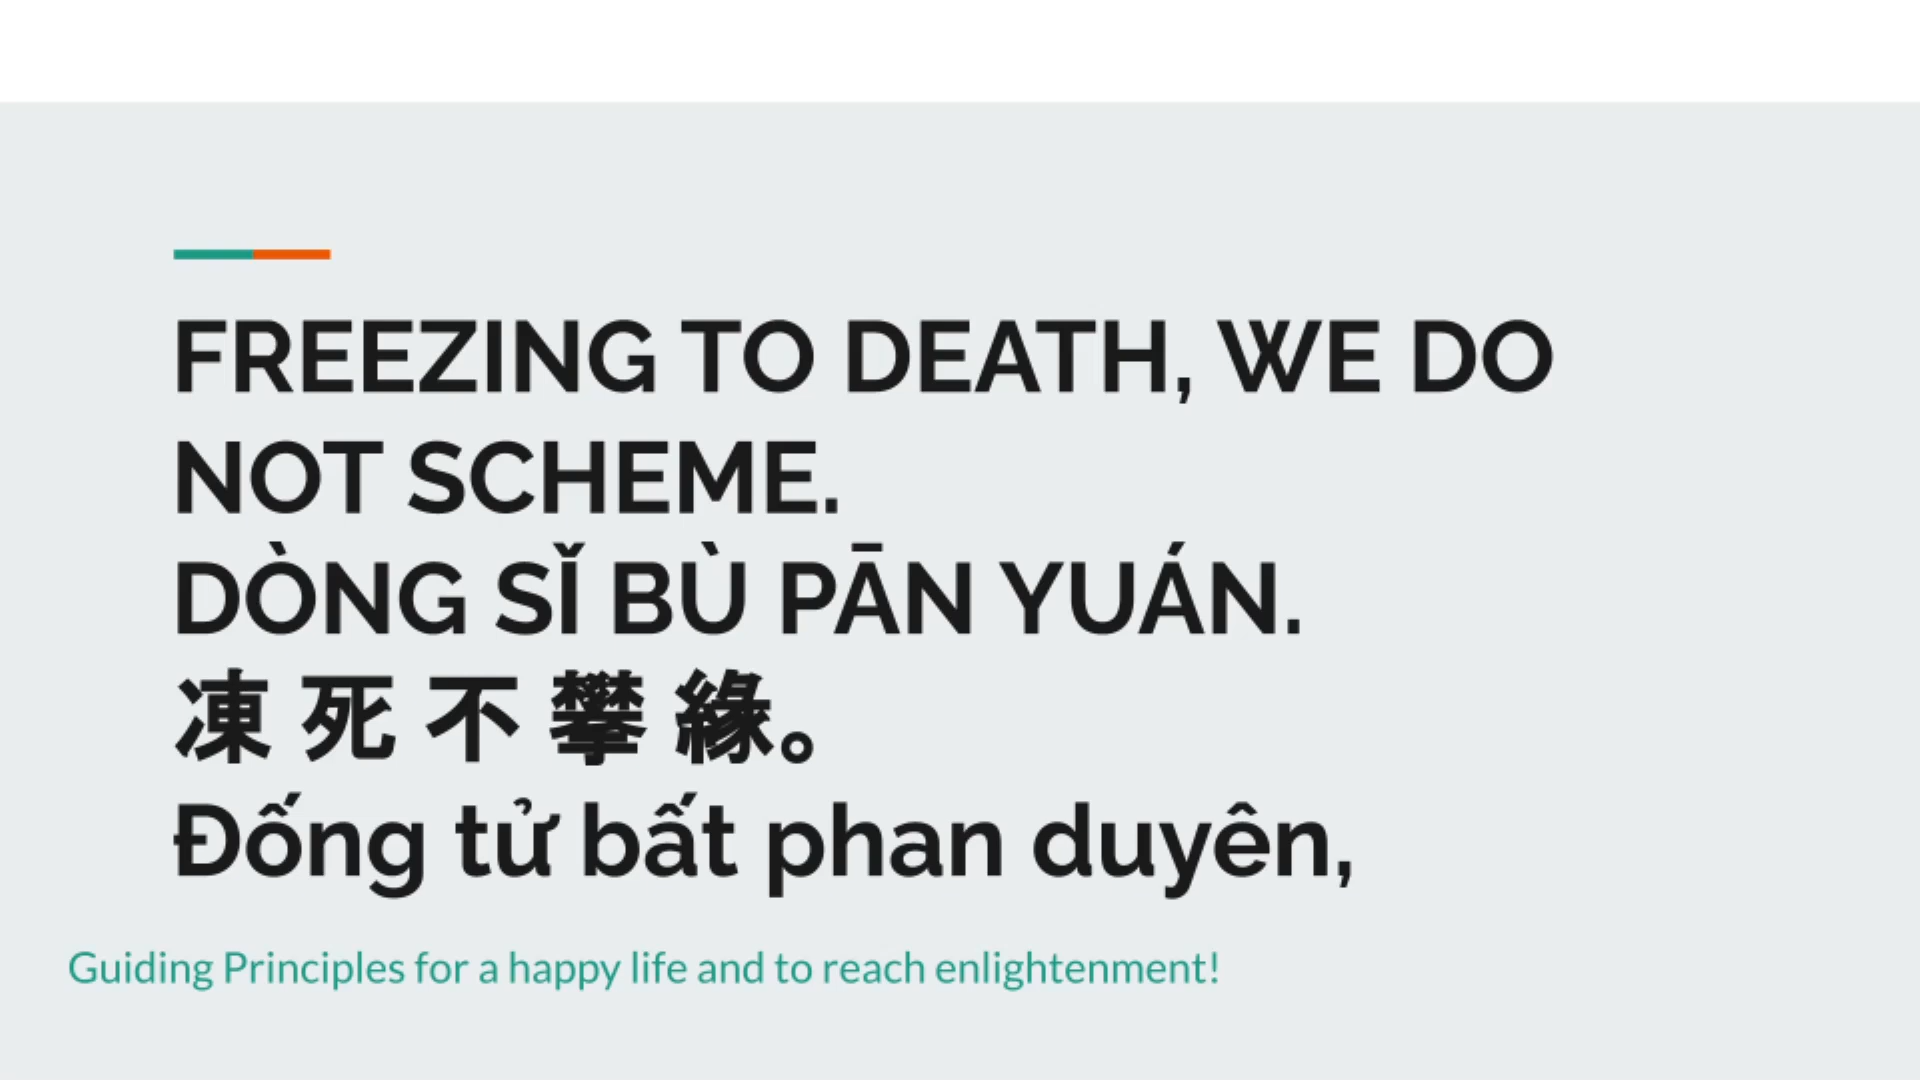 FREEZING TO DEATH, WE DO
NOT SCHEME.
DÒNG SǏ BÙ PĀN YUÁN.
凍 死 不 攀 緣。
Đống tử bất phan duyên,
Guiding Principles for a happy life and to reach enlightenment!